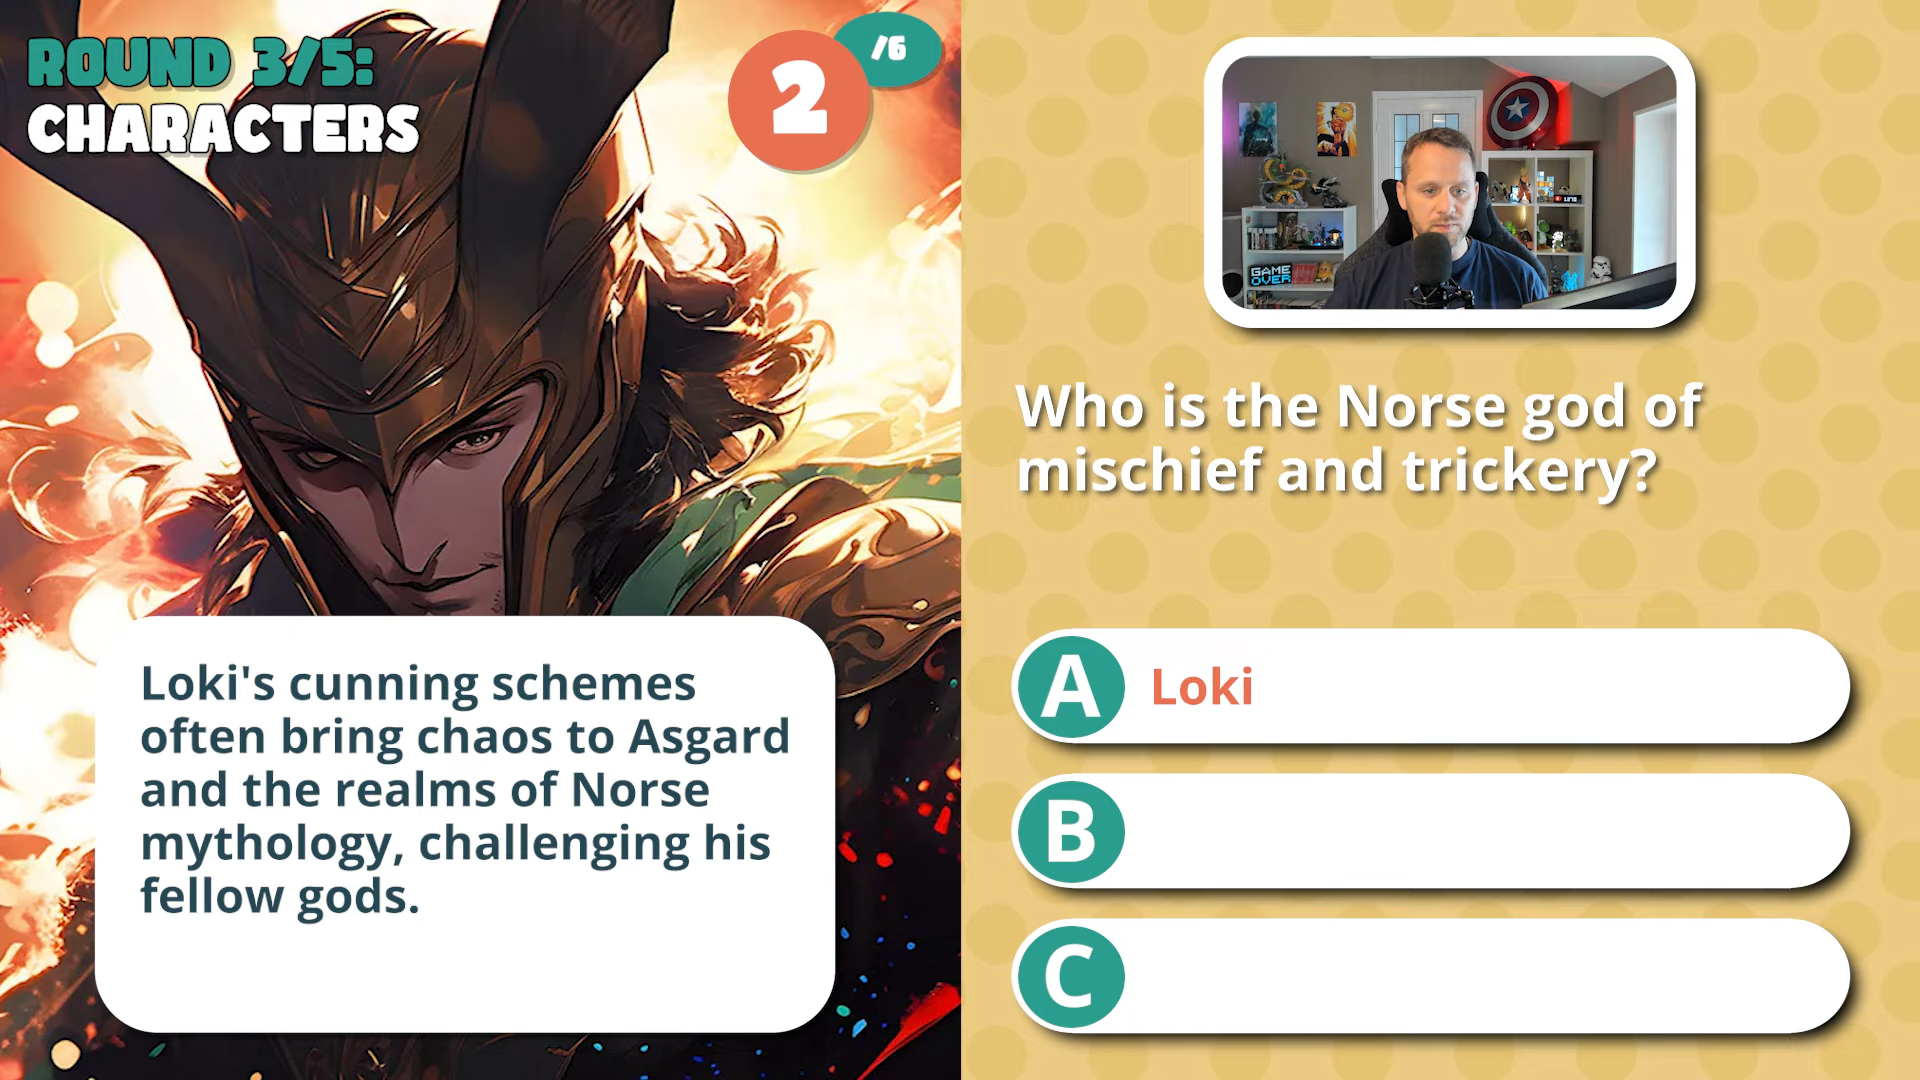 ROUND 3/5:
CHARACTERS
2
/6
GAME
OVER
Who is the Norse god of
mischief and trickery?
Loki's cunning schemes
often bring chaos to Asgard
and the realms of Norse
mythology, challenging his
fellow gods.
A Loki
B
C